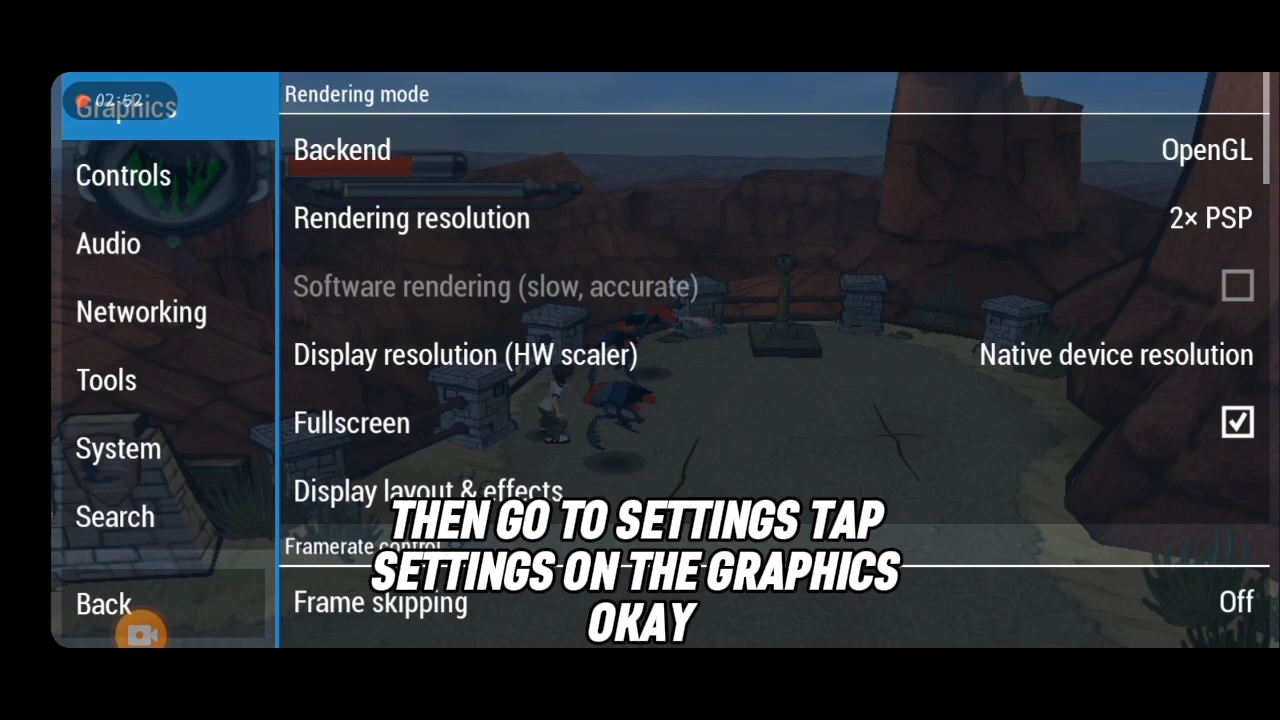 Graphics
02:52
Controls
Audio
Networking
Tools
System
Search
Back
Rendering mode
Backend
OpenGL
Rendering resolution
2× PSP
Software rendering (slow, accurate)
Display resolution (HW scaler)
Native device resolution
Fullscreen
Display layout & effects
Framerate control
Frame skipping
Off
THEN GO TO SETTINGS TAP
SETTINGS ON THE GRAPHICS
OKAY